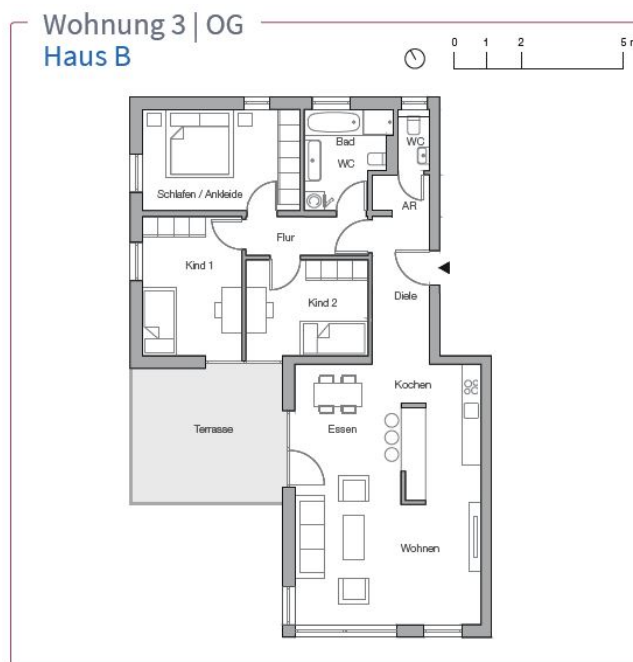 Wohnung 3 | OG
Haus B
0 1 2 5 m
Bad
WC
WC
Schlafen / Ankleide
AR
Flur
Kind 1
Kind 2
Diele
Kochen
Terrasse
Essen
Wohnen